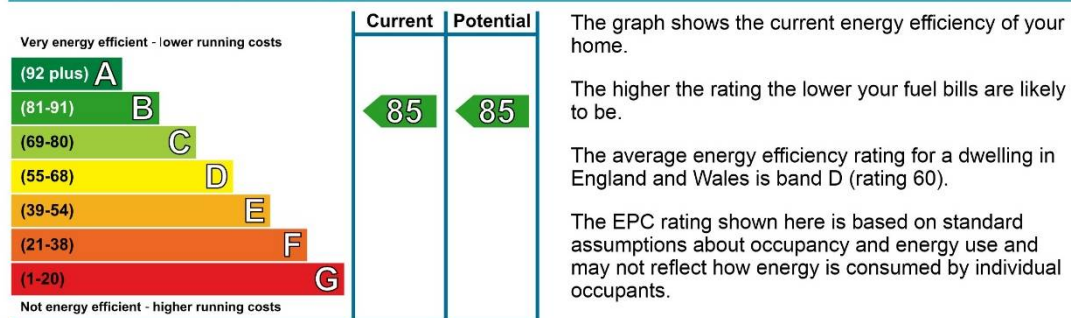 Current Potential
Very energy efficient - lower running costs
(92 plus) A
(81-91) B
85 85
(69-80) C
(55-68) D
(39-54) E
(21-38) F
(1-20) G
Not energy efficient - higher running costs
The graph shows the current energy efficiency of your
home.
The higher the rating the lower your fuel bills are likely
to be.
The average energy efficiency rating for a dwelling in
England and Wales is band D (rating 60).
The EPC rating shown here is based on standard
assumptions about occupancy and energy use and
may not reflect how energy is consumed by individual
occupants.